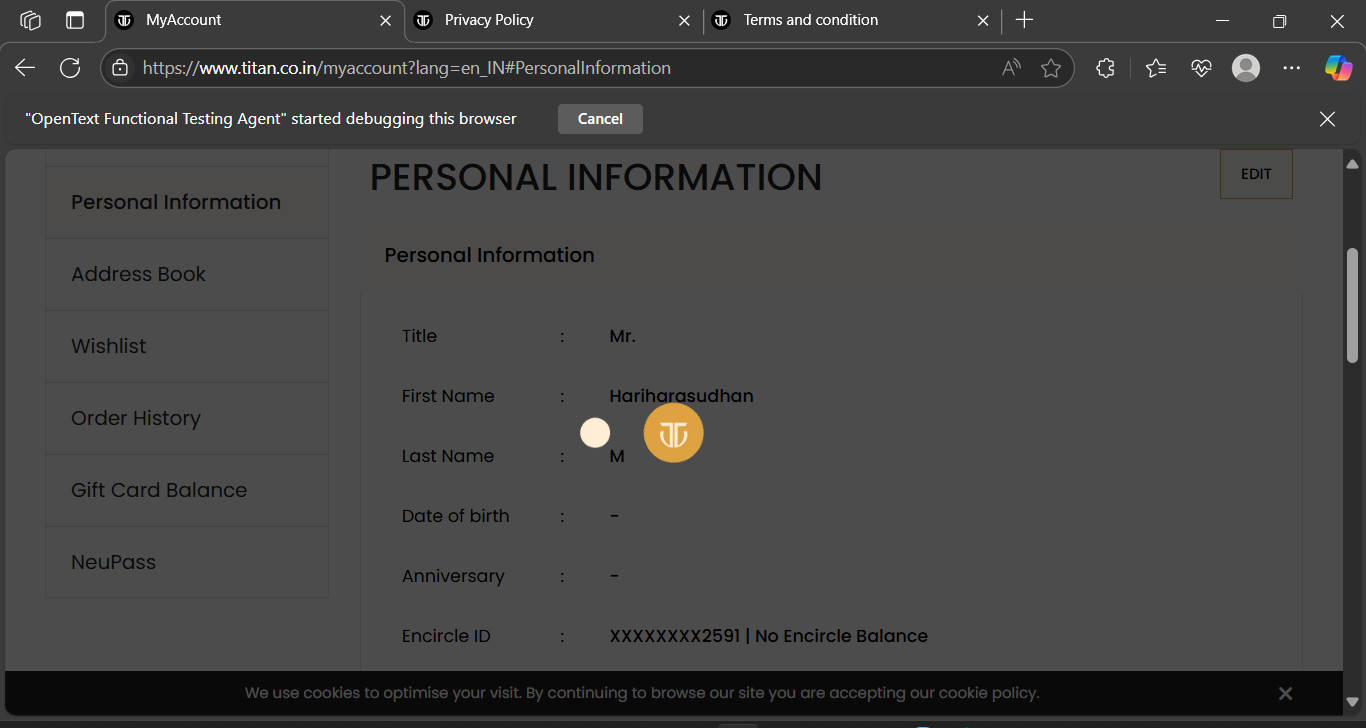 MyAccount
Privacy Policy
Terms and condition
https://www.titan.co.in/myaccount?lang=en_IN#PersonalInformation
"OpenText Functional Testing Agent" started debugging this browser
Cancel
PERSONAL INFORMATION
EDIT
Personal Information
Address Book
Wishlist
Order History
Gift Card Balance
NeuPass
Personal Information
Title : Mr.
First Name : Hariharasudhan
Last Name : M
Date of birth : -
Anniversary : -
Encircle ID : XXXXXXXX2591 | No Encircle Balance
We use cookies to optimise your visit. By continuing to browse our site you are accepting our cookie policy.